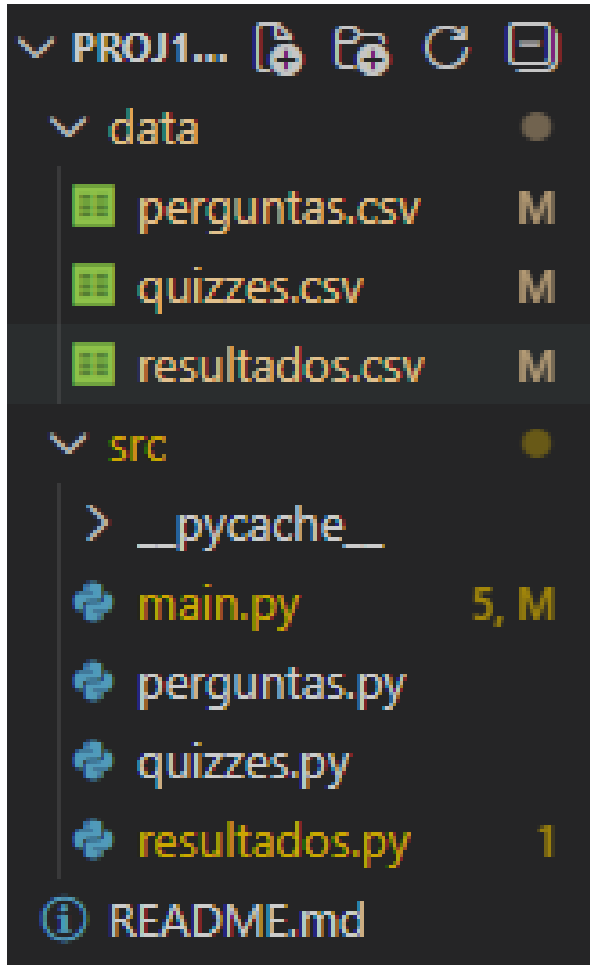 PROJ1...
data
perguntas.csv M
quizzes.csv M
resultados.csv M
src
__pycache__
main.py 5, M
perguntas.py
quizzes.py
resultados.py 1
README.md